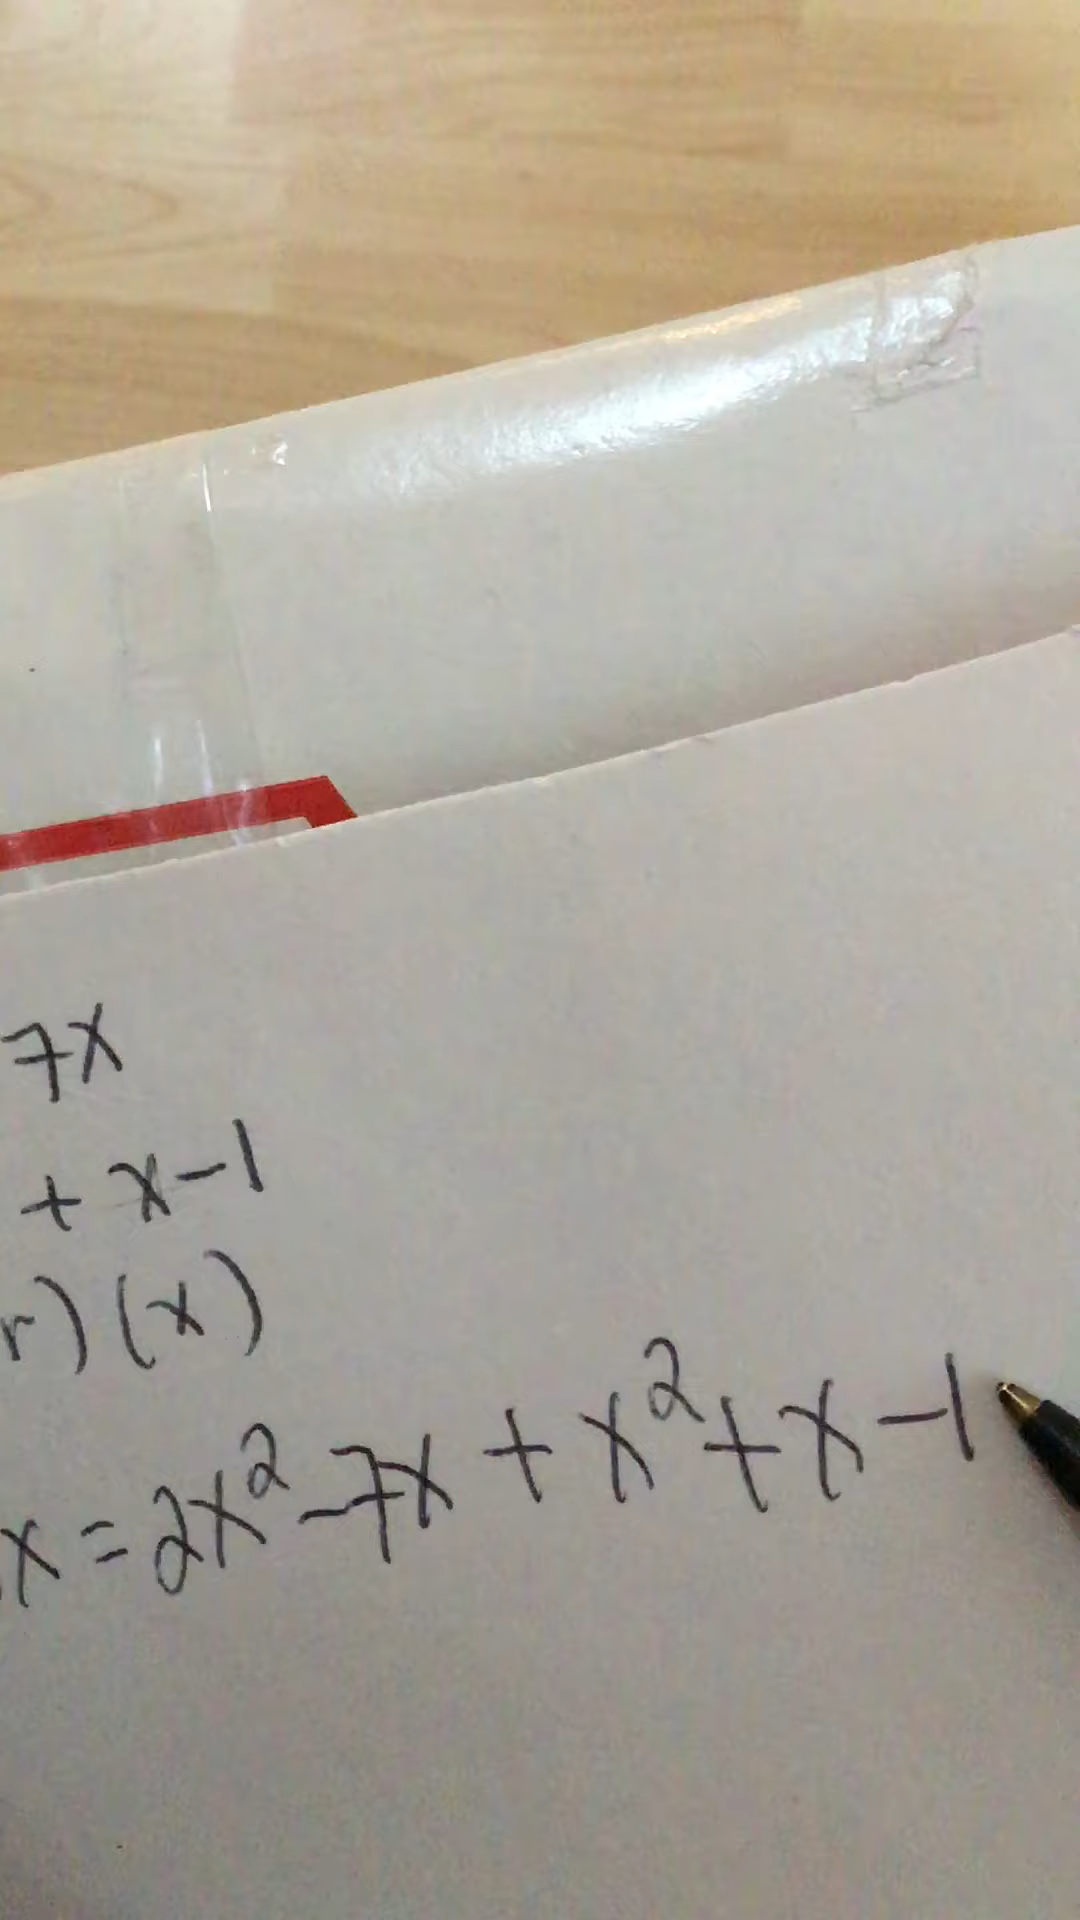 7x
+ x-1
r)(x)
x = 2x² - 7x + x² + x - 1